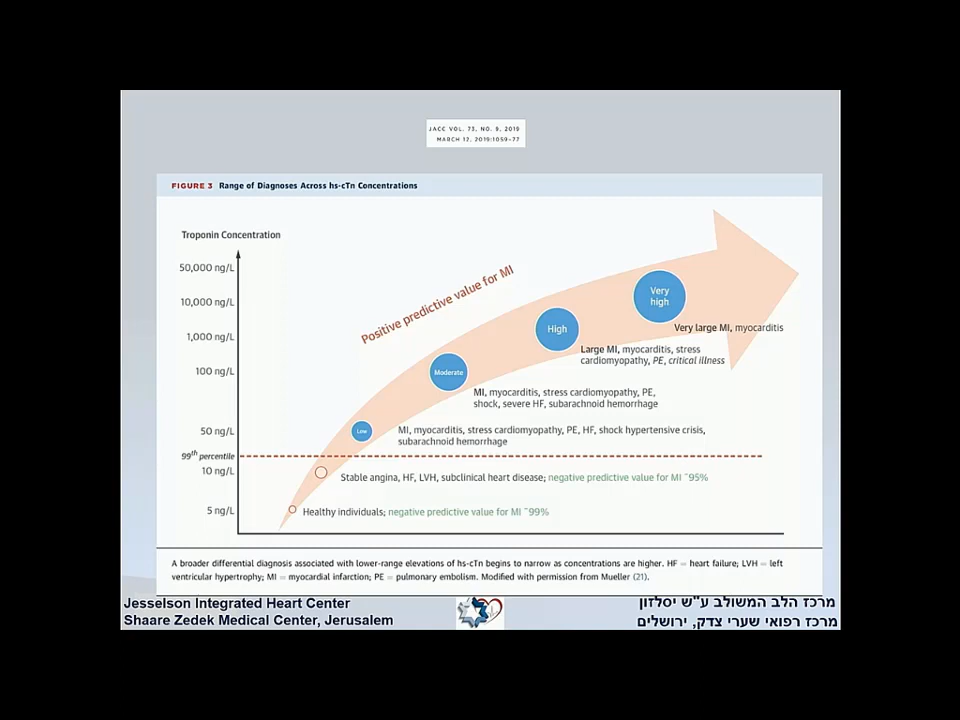 JACC VOL. 73, NO. 9, 2019
MARCH 12, 2019:1059-77
FIGURE 3 Range of Diagnoses Across hs-cTn Concentrations
Troponin Concentration
50,000 ng/L
10,000 ng/L
1,000 ng/L
100 ng/L
50 ng/L
99th percentile
10 ng/L
5 ng/L
Positive predictive value for MI
Very high
Very large MI, myocarditis
High
Large MI, myocarditis, stress
cardiomyopathy, PE, critical illness
Moderate
MI, myocarditis, stress cardiomyopathy, PE,
shock, severe HF, subarachnoid hemorrhage
Low
MI, myocarditis, stress cardiomyopathy, PE, HF, shock hypertensive crisis,
subarachnoid hemorrhage
Stable angina, HF, LVH, subclinical heart disease; negative predictive value for MI ~95%
Healthy individuals; negative predictive value for MI ~99%
A broader differential diagnosis associated with lower-range elevations of hs-cTn begins to narrow as concentrations are higher. HF = heart failure; LVH = left
ventricular hypertrophy; MI = myocardial infarction; PE = pulmonary embolism. Modified with permission from Mueller (21).
Jesselson Integrated Heart Center
Shaare Zedek Medical Center, Jerusalem
מרכז הלב המשולב ע"ש יסלזון
מרכז רפואי שערי צדק, ירושלים